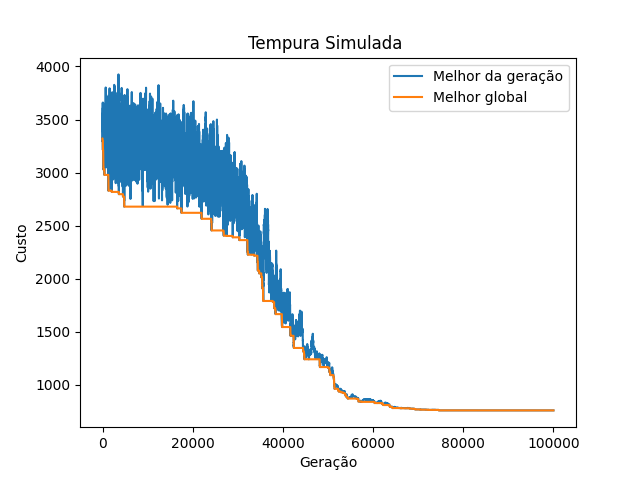 Tempura Simulada
Melhor da geração
Melhor global
4000
3500
3000
2500
2000
1500
1000
Custo
0
20000
40000
60000
80000
100000
Geração